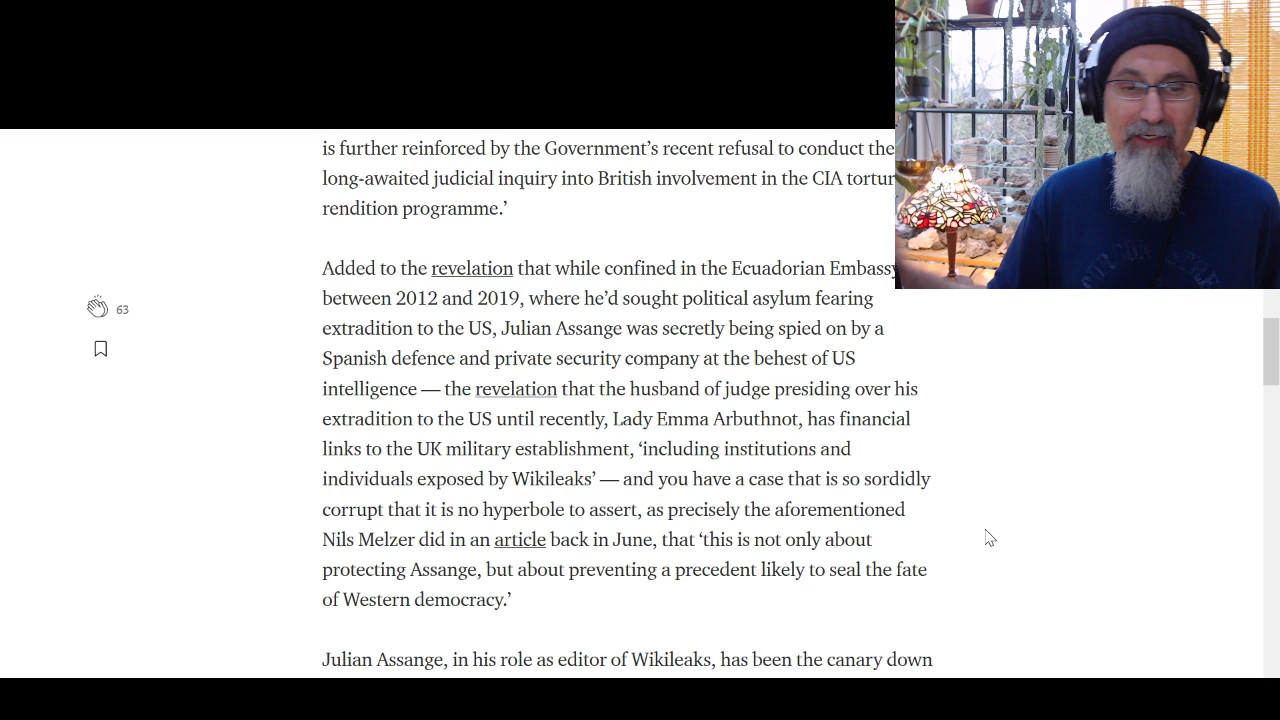 is further reinforced by the Government's recent refusal to conduct the
long-awaited judicial inquiry into British involvement in the CIA
rendition programme.’
Added to the revelation that while confined in the Ecuadorian Embassy
between 2012 and 2019, where he’d sought political asylum fearing
extradition to the US, Julian Assange was secretly being spied on by a
Spanish defence and private security company at the behest of US
63
intelligence — the revelation that the husband of judge presiding over his
extradition to the US until recently, Lady Emma Arbuthnot, has financial
links to the UK military establishment, ‘including institutions and
individuals exposed by Wikileaks’ — and you have a case that is so sordidly
corrupt that it is no hyperbole to assert, as precisely the aforementioned
Nils Melzer did in an article back in June, that ‘this is not only about
protecting Assange, but about preventing a precedent likely to seal the fate
of Western democracy.’
Julian Assange, in his role as editor of Wikileaks, has been the canary down